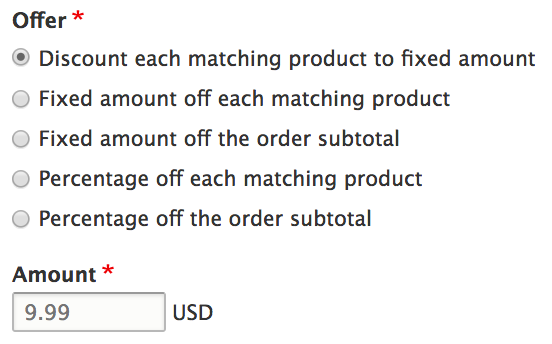 Offer *
Discount each matching product to fixed amount
Fixed amount off each matching product
Fixed amount off the order subtotal
Percentage off each matching product
Percentage off the order subtotal
Amount *
9.99 USD